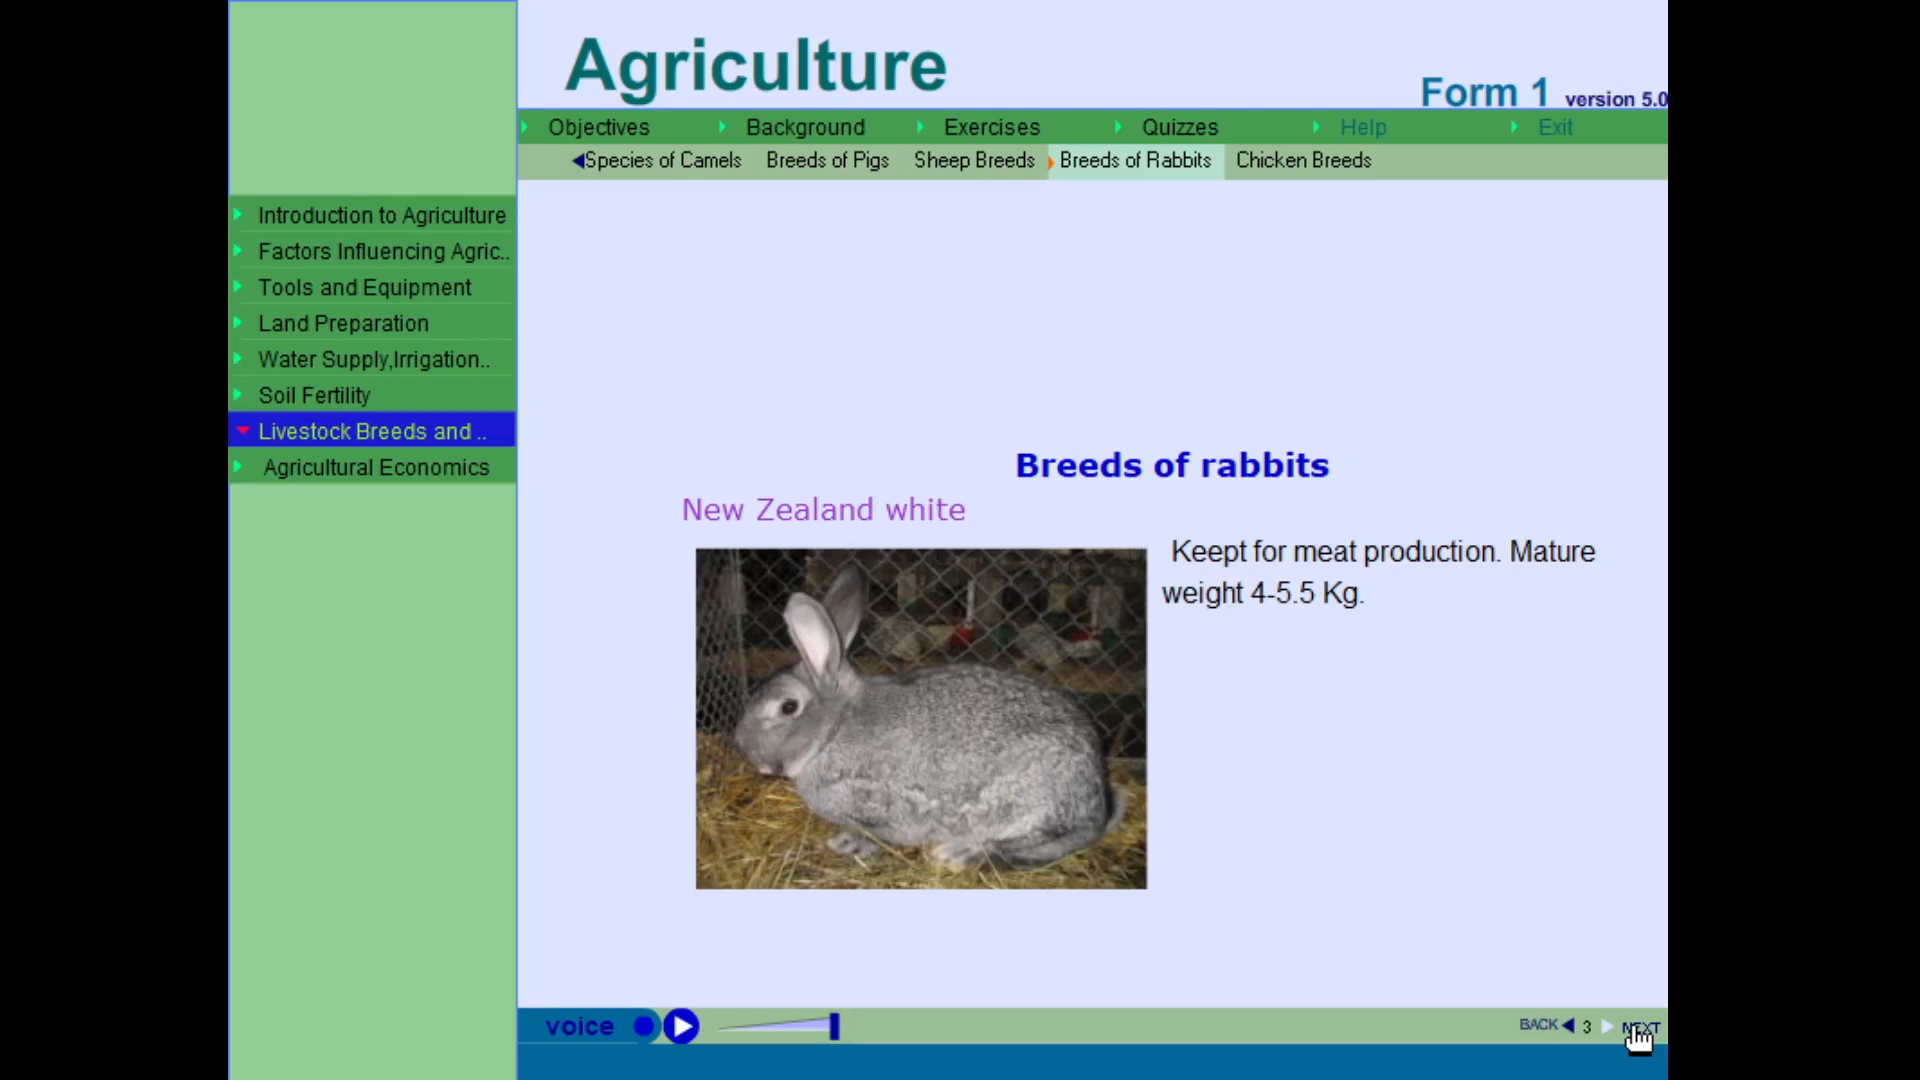 Agriculture
Form 1 version 5.0
Objectives Background Exercises Quizzes Help Exit
Species of Camels Breeds of Pigs Sheep Breeds Breeds of Rabbits Chicken Breeds
Introduction to Agriculture
Factors Influencing Agric..
Tools and Equipment
Land Preparation
Water Supply,Irrigation..
Soil Fertility
Livestock Breeds and ..
Agricultural Economics
Breeds of rabbits
New Zealand white
Keept for meat production. Mature
weight 4-5.5 Kg.
voice
BACK 3 NEXT